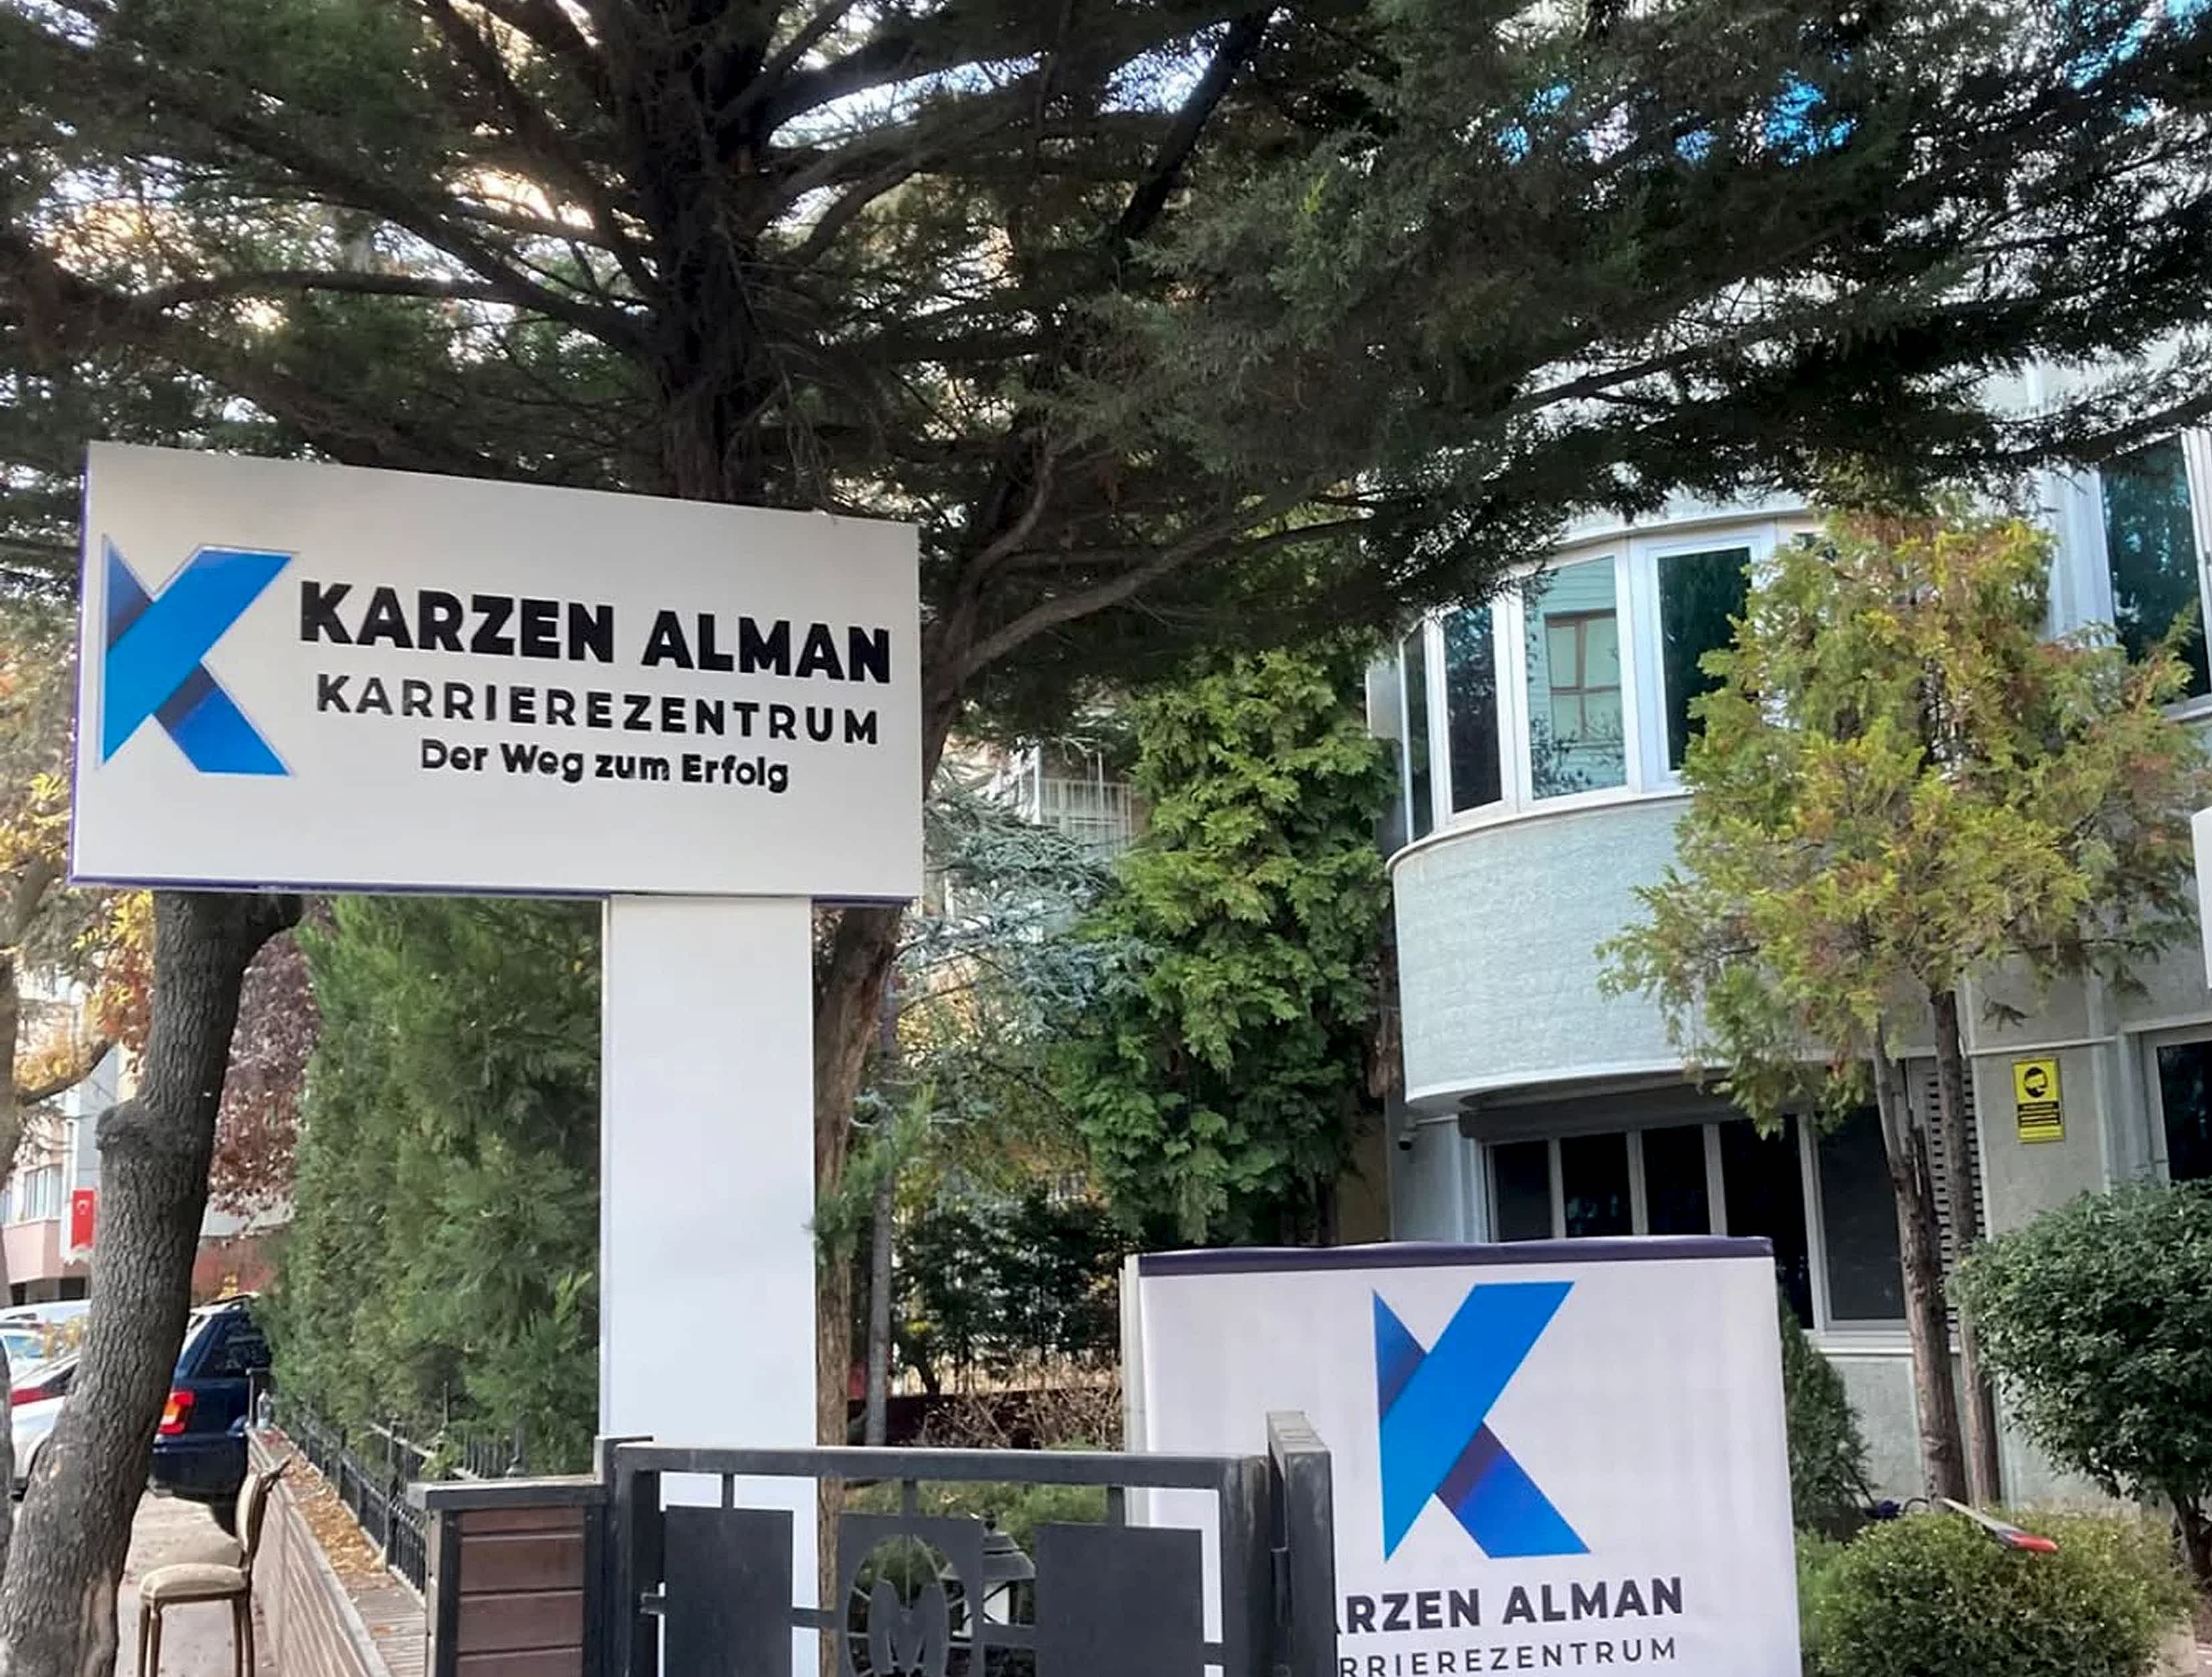 KARZEN ALMAN
KARRIEREZENTRUM
Der Weg zum Erfolg
ARZEN ALMAN
RRIEREZENTRUM